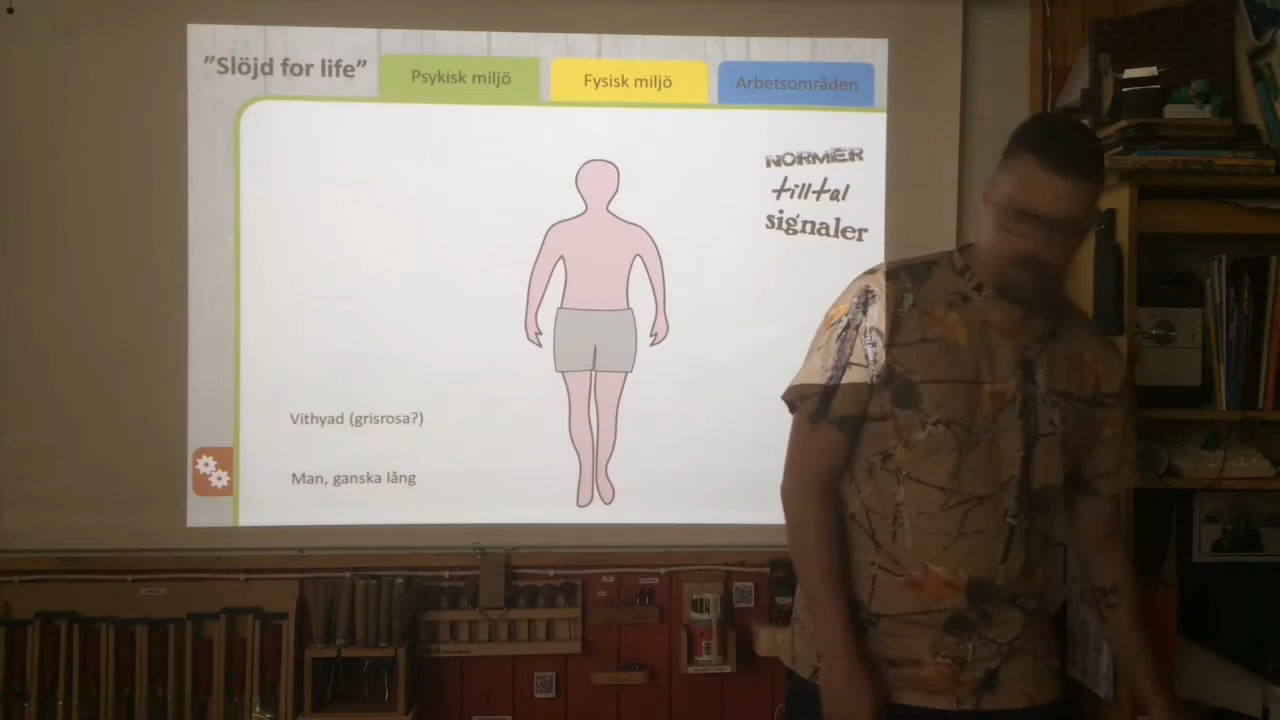 "Slöjd for life"
Psykisk miljö
Fysisk miljö
Arbetsområden
NORMER
tilltal
signaler
Vithyad (grisrosa?)
Man, ganska lång